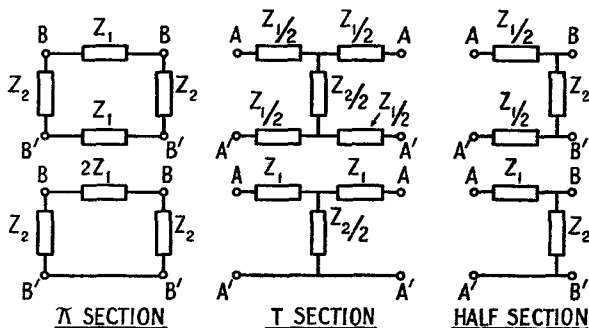 B Z₁ B A Z₁/2 Z₁/2 A Z₁/2 B
Z₂ Z₂ Z₂/2 Z₂
Z₁/2 Z₁/2 Z₁/2
B' Z₁ B' A' A' A' B'
B 2Z₁ B A Z₁ Z₁ A A Z₁ B
Z₂ Z₂ Z₂/2 Z₂
B' B' A' A' A' B'
π SECTION T SECTION HALF SECTION